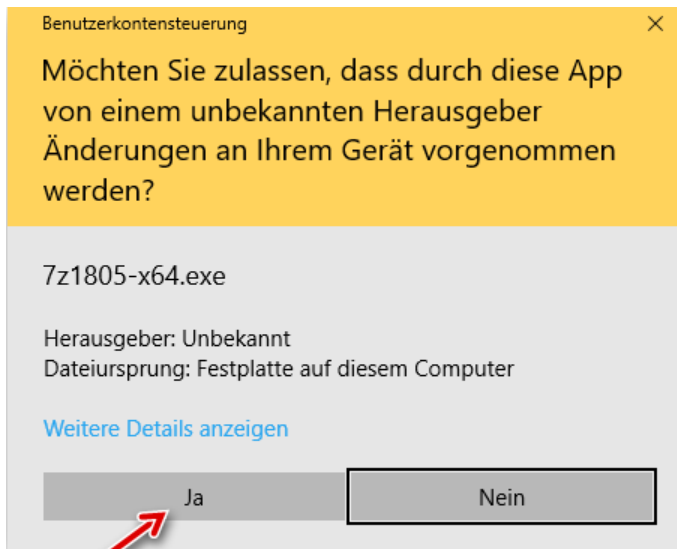 Benutzerkontensteuerung
Möchten Sie zulassen, dass durch diese App
von einem unbekannten Herausgeber
Änderungen an Ihrem Gerät vorgenommen
werden?
7z1805-x64.exe
Herausgeber: Unbekannt
Dateiursprung: Festplatte auf diesem Computer
Weitere Details anzeigen
Ja Nein